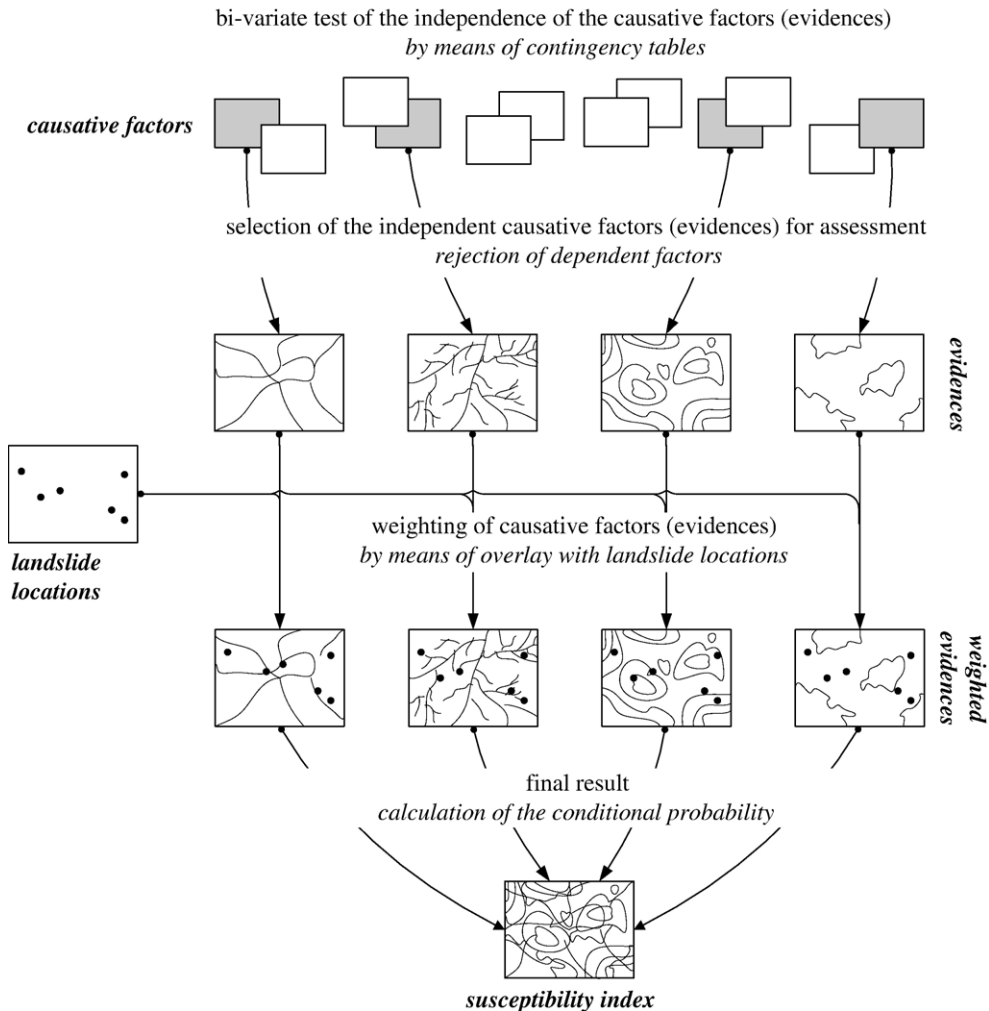 bi-variate test of the independence of the causative factors (evidences)
by means of contingency tables
causative factors
selection of the independent causative factors (evidences) for assessment
rejection of dependent factors
evidences
landslide
locations
weighting of causative factors (evidences)
by means of overlay with landslide locations
weighted
evidences
final result
calculation of the conditional probability
susceptibility index